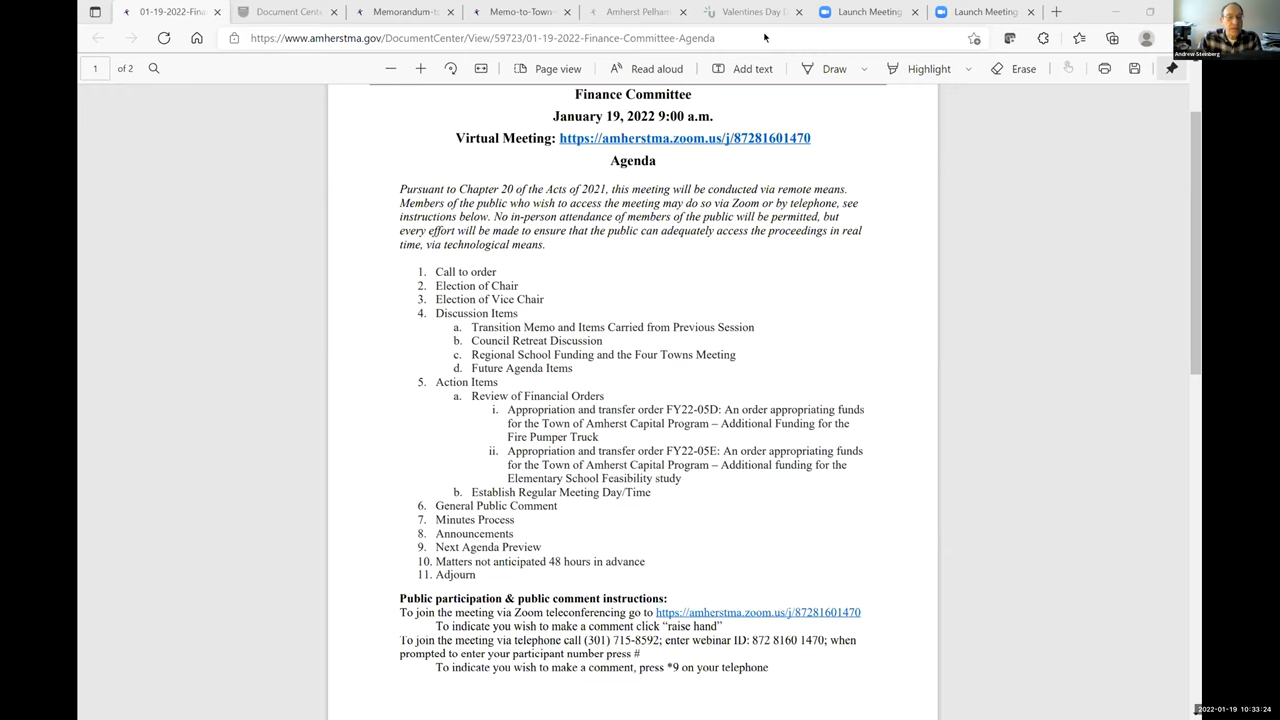 01-19-2022-Fina
Document Cent
Memorandum-to
Memo-to-Town-
Amherst Pelham
Valentines Day
Launch Meeting
Launch Meeting
https://www.amherstma.gov/DocumentCenter/View/59723/01-19-2022-Finance-Committee-Agenda
Andrew Steinberg
1 of 2
Page view
Read aloud
Add text
Draw
Highlight
Erase
Finance Committee
January 19, 2022 9:00 a.m.
Virtual Meeting: https://amherstma.zoom.us/j/87281601470
Agenda
Pursuant to Chapter 20 of the Acts of 2021, this meeting will be conducted via remote means.
Members of the public who wish to access the meeting may do so via Zoom or by telephone, see
instructions below. No in-person attendance of members of the public will be permitted, but
every effort will be made to ensure that the public can adequately access the proceedings in real
time, via technological means.
1. Call to order
2. Election of Chair
3. Election of Vice Chair
4. Discussion Items
a. Transition Memo and Items Carried from Previous Session
b. Council Retreat Discussion
c. Regional School Funding and the Four Towns Meeting
d. Future Agenda Items
5. Action Items
a. Review of Financial Orders
i. Appropriation and transfer order FY22-05D: An order appropriating funds
for the Town of Amherst Capital Program – Additional Funding for the
Fire Pumper Truck
ii. Appropriation and transfer order FY22-05E: An order appropriating funds
for the Town of Amherst Capital Program – Additional funding for the
Elementary School Feasibility study
b. Establish Regular Meeting Day/Time
6. General Public Comment
7. Minutes Process
8. Announcements
9. Next Agenda Preview
10. Matters not anticipated 48 hours in advance
11. Adjourn
Public participation & public comment instructions:
To join the meeting via Zoom teleconferencing go to https://amherstma.zoom.us/j/87281601470
To indicate you wish to make a comment click “raise hand”
To join the meeting via telephone call (301) 715-8592; enter webinar ID: 872 8160 1470; when
prompted to enter your participant number press #
To indicate you wish to make a comment, press *9 on your telephone
2022-01-19 10:33:24